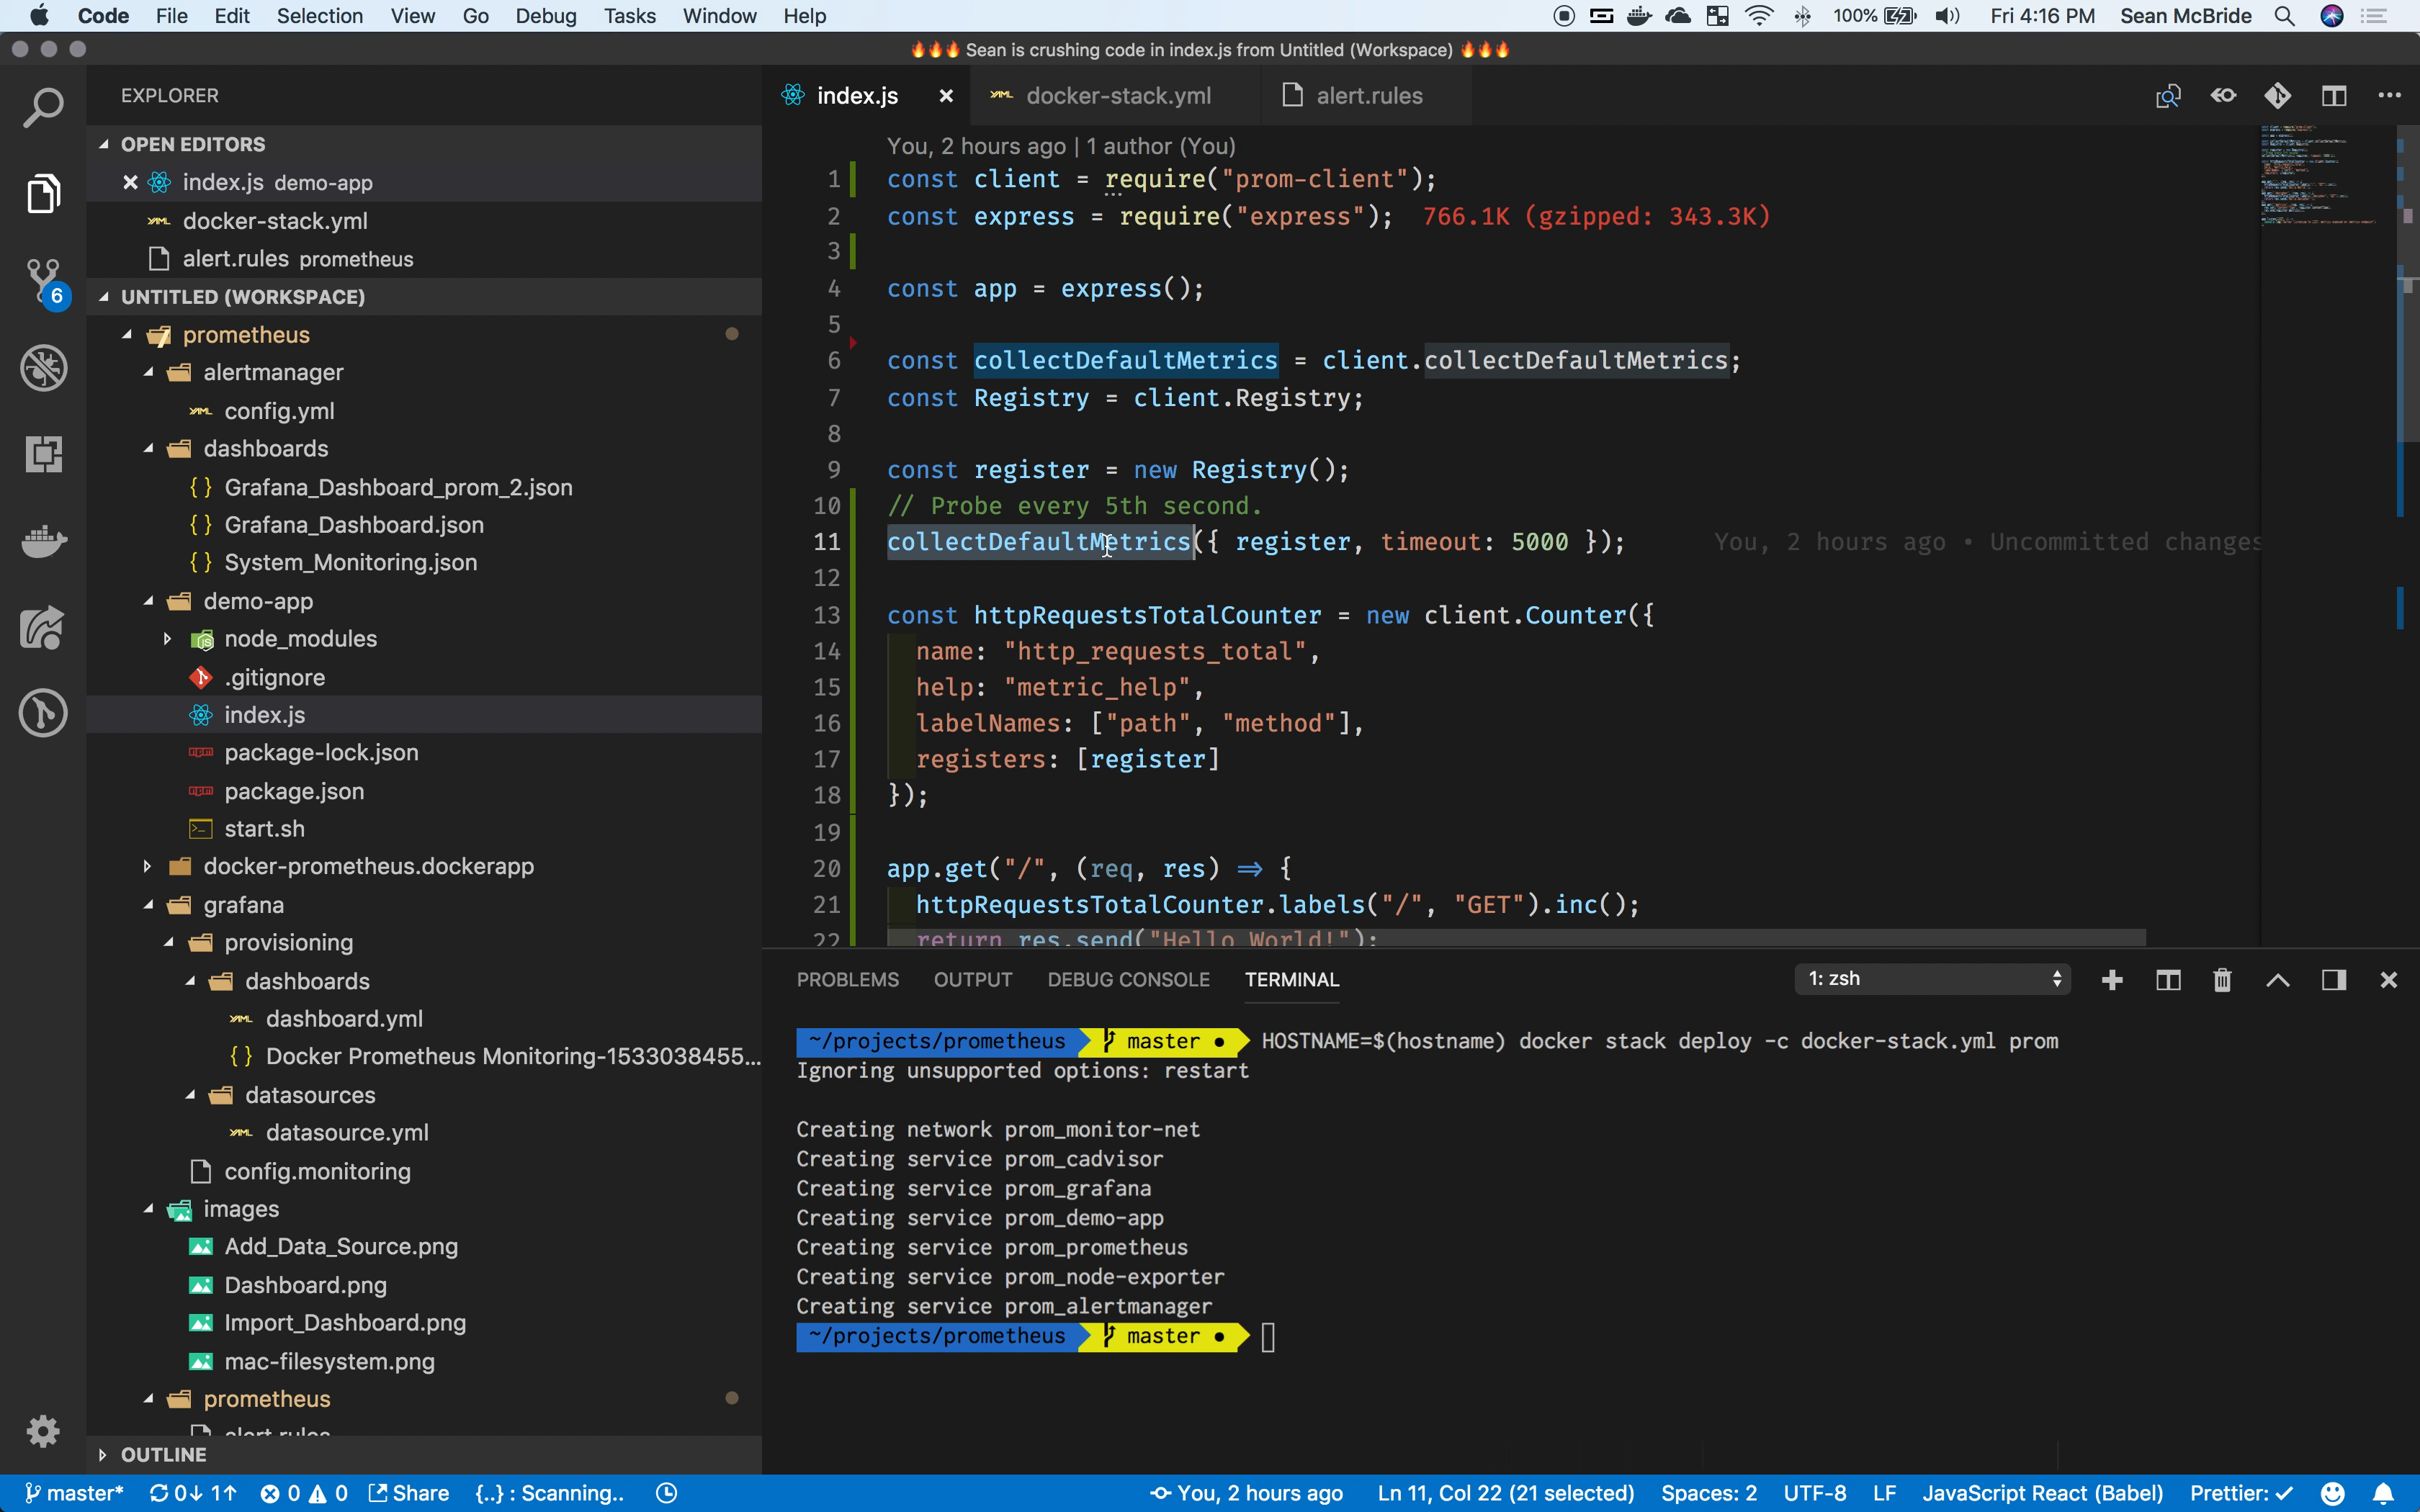 Code File Edit Selection View Go Debug Tasks Window Help
100% Fri 4:16 PM Sean McBride
🔥🔥🔥 Sean is crushing code in index.js from Untitled (Workspace) 🔥🔥🔥
EXPLORER
OPEN EDITORS
index.js demo-app
docker-stack.yml
alert.rules prometheus
6
UNTITLED (WORKSPACE)
prometheus
alertmanager
config.yml
dashboards
Grafana_Dashboard_prom_2.json
Grafana_Dashboard.json
System_Monitoring.json
demo-app
node_modules
.gitignore
index.js
package-lock.json
package.json
start.sh
docker-prometheus.dockerapp
grafana
provisioning
dashboards
dashboard.yml
Docker Prometheus Monitoring-1533038455...
datasources
datasource.yml
config.monitoring
images
Add_Data_Source.png
Dashboard.png
Import_Dashboard.png
mac-filesystem.png
prometheus
alert.rules
OUTLINE
index.js docker-stack.yml alert.rules
You, 2 hours ago | 1 author (You)
1 const client = require("prom-client");
2 const express = require("express"); 766.1K (gzipped: 343.3K)
3
4 const app = express();
5
6 const collectDefaultMetrics = client.collectDefaultMetrics;
7 const Registry = client.Registry;
8
9 const register = new Registry();
10 // Probe every 5th second.
11 collectDefaultMetrics({ register, timeout: 5000 }); You, 2 hours ago • Uncommitted changes
12
13 const httpRequestsTotalCounter = new client.Counter({
14 name: "http_requests_total",
15 help: "metric_help",
16 labelNames: ["path", "method"],
17 registers: [register]
18 });
19
20 app.get("/", (req, res) => {
21 httpRequestsTotalCounter.labels("/", "GET").inc();
22 return res.send("Hello World!");
PROBLEMS OUTPUT DEBUG CONSOLE TERMINAL 1: zsh
~/projects/prometheus master ● HOSTNAME=$(hostname) docker stack deploy -c docker-stack.yml prom
Ignoring unsupported options: restart
Creating network prom_monitor-net
Creating service prom_cadvisor
Creating service prom_grafana
Creating service prom_demo-app
Creating service prom_prometheus
Creating service prom_node-exporter
Creating service prom_alertmanager
~/projects/prometheus master ●
master* 0↓ 1↑ 0 0 Share {..} : Scanning.. You, 2 hours ago Ln 11, Col 22 (21 selected) Spaces: 2 UTF-8 LF JavaScript React (Babel) Prettier: ✓